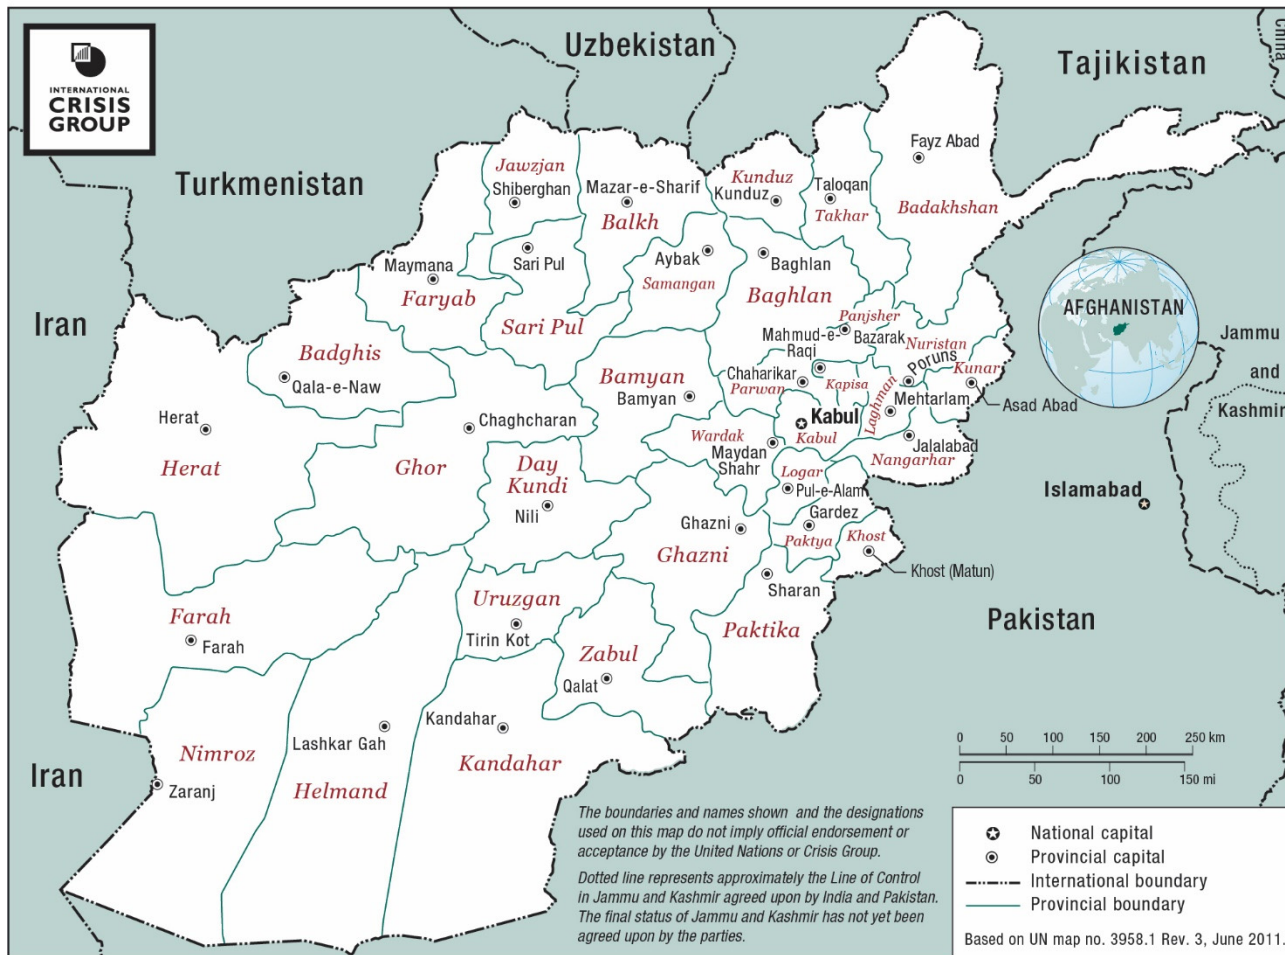 INTERNATIONAL
CRISIS
GROUP
Uzbekistan
Tajikistan
China
Turkmenistan
Iran
Jawzjan
Shiberghan
Mazar-e-Sharif
Balkh
Kunduz
Kunduz
Taloqan
Takhar
Fayz Abad
Badakhshan
Maymana
Faryab
Sari Pul
Sari Pul
Aybak
Samangan
Baghlan
Baghlan
Panjsher
Bazarak
Mahmud-e-
Raqi
Nuristan
Poruns
Kunar
Asad Abad
Badghis
Qala-e-Naw
Bamyan
Bamyan
Chaharikar
Parwan
Kapisa
Laghman
Mehtarlam
Kabul
Kabul
Jalalabad
Nangarhar
Herat
Herat
Chaghcharan
Ghor
Day
Kundi
Nili
Wardak
Maydan
Shahr
Logar
Pul-e-Alam
Gardez
Paktya
Khost
Khost (Matun)
Ghazni
Ghazni
Sharan
Paktika
Farah
Farah
Uruzgan
Tirin Kot
Zabul
Qalat
Nimroz
Zaranj
Lashkar Gah
Helmand
Kandahar
Kandahar
Iran
AFGHANISTAN
Jammu
and
Kashmir
Islamabad
Pakistan
0 50 100 150 200 250 km
0 50 100 150 mi
The boundaries and names shown and the designations
used on this map do not imply official endorsement or
acceptance by the United Nations or Crisis Group.
Dotted line represents approximately the Line of Control
in Jammu and Kashmir agreed upon by India and Pakistan.
The final status of Jammu and Kashmir has not yet been
agreed upon by the parties.
National capital
Provincial capital
International boundary
Provincial boundary
Based on UN map no. 3958.1 Rev. 3, June 2011.